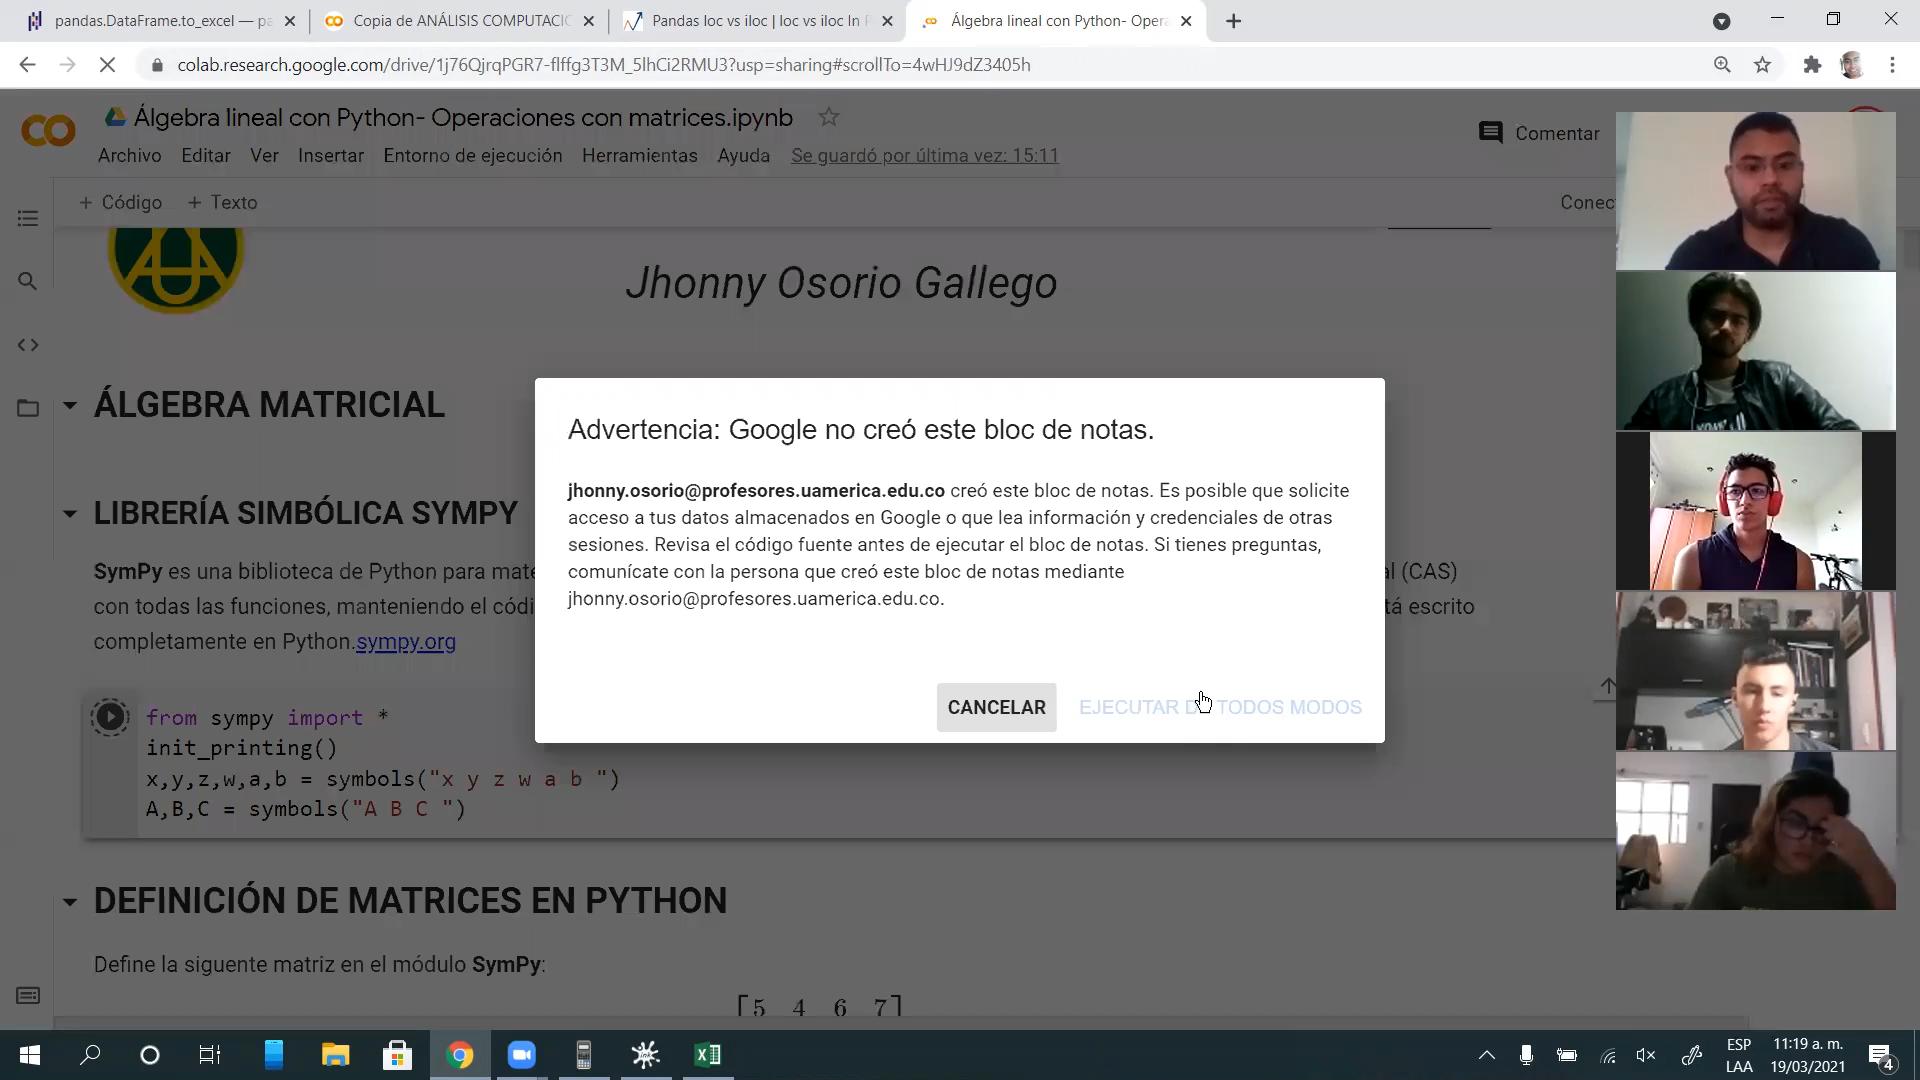 pandas.DataFrame.to_excel — pa
Copia de ANÁLISIS COMPUTACIO
Pandas loc vs iloc | loc vs iloc In P
Álgebra lineal con Python- Opera
colab.research.google.com/drive/1j76QjrqPGR7-flffg3T3M_5lhCi2RMU3?usp=sharing#scrollTo=4wHJ9dZ3405h
Álgebra lineal con Python- Operaciones con matrices.ipynb
Comentar
Archivo Editar Ver Insertar Entorno de ejecución Herramientas Ayuda Se guardó por última vez: 15:11
+ Código + Texto
Conec
Jhonny Osorio Gallego
ÁLGEBRA MATRICIAL
Advertencia: Google no creó este bloc de notas.
jhonny.osorio@profesores.uamerica.edu.co creó este bloc de notas. Es posible que solicite
acceso a tus datos almacenados en Google o que lea información y credenciales de otras
sesiones. Revisa el código fuente antes de ejecutar el bloc de notas. Si tienes preguntas,
comunícate con la persona que creó este bloc de notas mediante
jhonny.osorio@profesores.uamerica.edu.co.
CANCELAR EJECUTAR DE TODOS MODOS
LIBRERÍA SIMBÓLICA SYMPY
SymPy es una biblioteca de Python para mate
al (CAS)
con todas las funciones, manteniendo el códi
tá escrito
completamente en Python.sympy.org
from sympy import *
init_printing()
x,y,z,w,a,b = symbols("x y z w a b ")
A,B,C = symbols("A B C ")
DEFINICIÓN DE MATRICES EN PYTHON
Define la siguente matriz en el módulo SymPy:
[5 4 6 7]
ESP
LAA
11:19 a. m.
19/03/2021
4